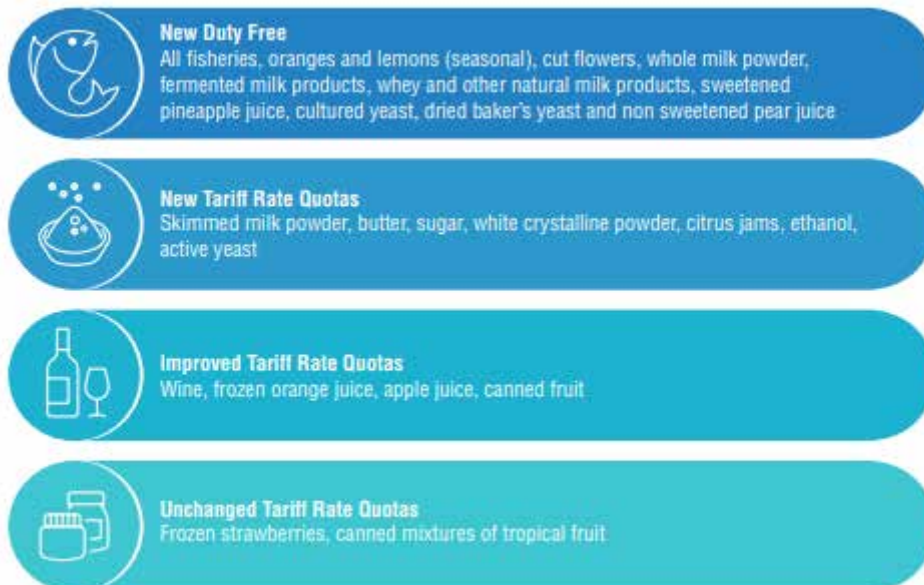 New Duty Free
All fisheries, oranges and lemons (seasonal), cut flowers, whole milk powder,
fermented milk products, whey and other natural milk products, sweetened
pineapple juice, cultured yeast, dried baker's yeast and non sweetened pear juice
New Tariff Rate Quotas
Skimmed milk powder, butter, sugar, white crystalline powder, citrus jams, ethanol,
active yeast
Improved Tariff Rate Quotas
Wine, frozen orange juice, apple juice, canned fruit
Unchanged Tariff Rate Quotas
Frozen strawberries, canned mixtures of tropical fruit